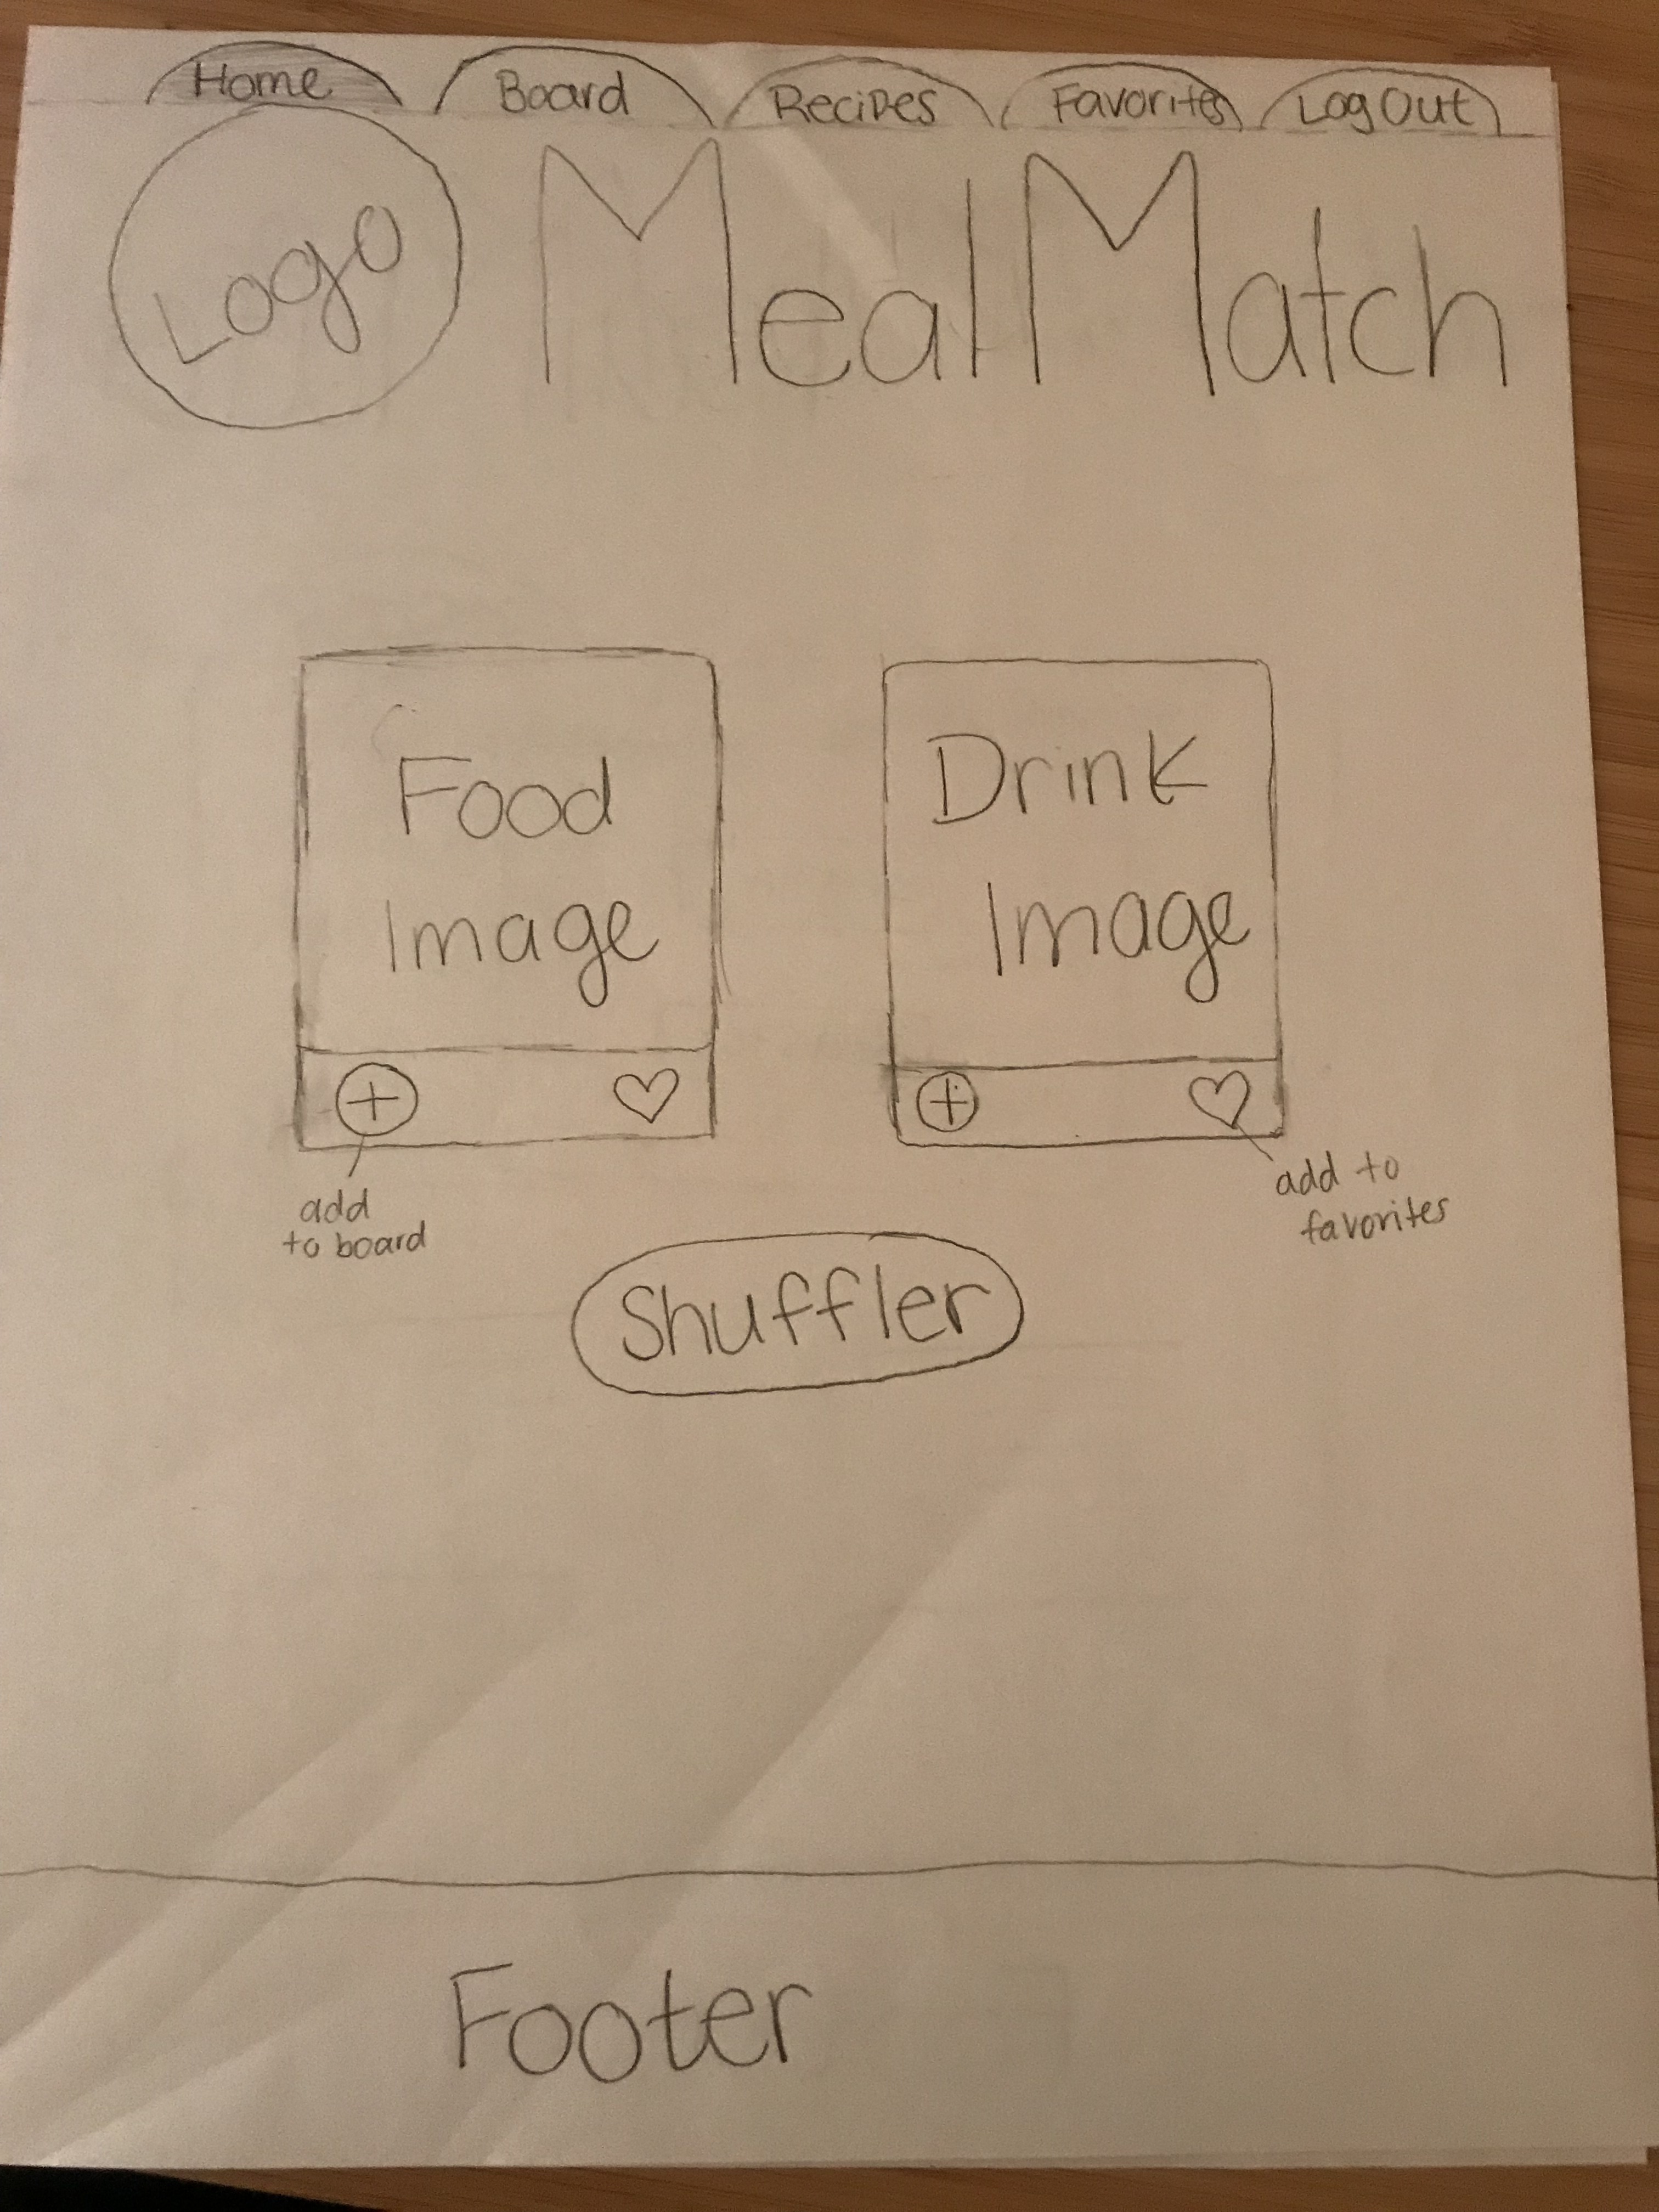 Home Board Recipes Favorites Log Out
Logo
MealMatch
Food
Image
Drink
Image
add
to board
add to
favorites
Shuffler
Footer